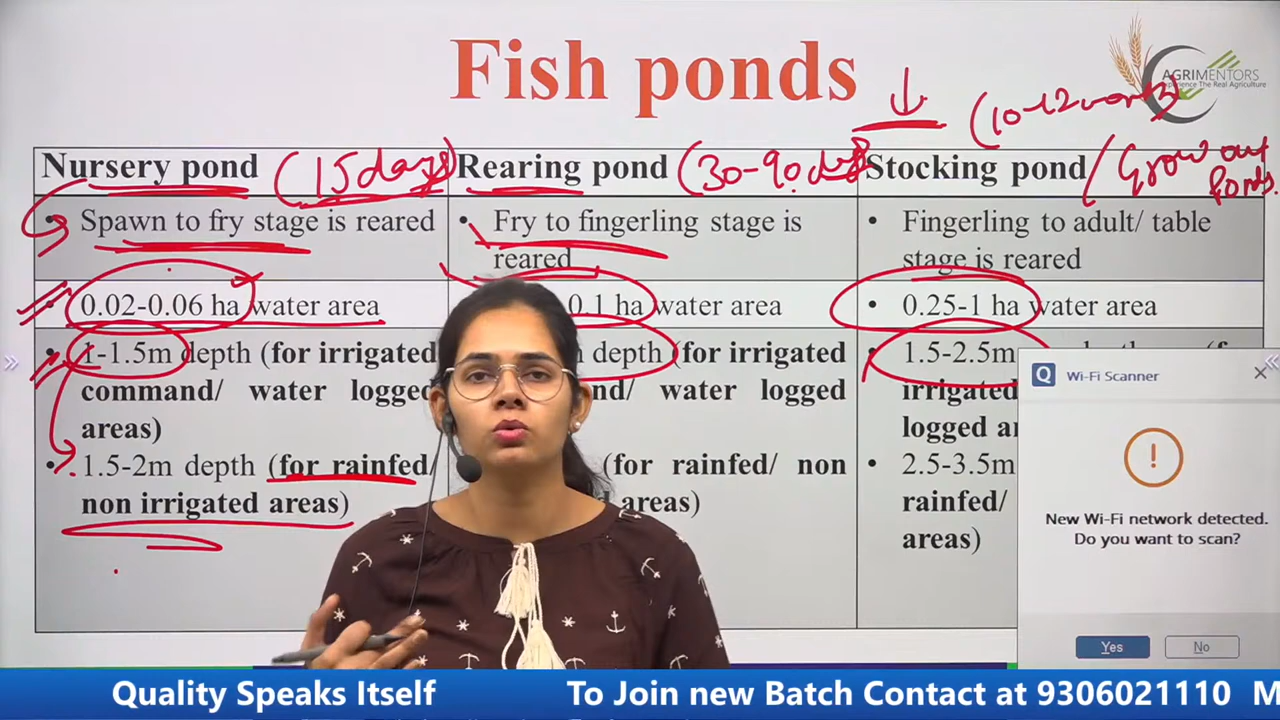 Fish ponds
AGRIMENTORS
Experience The Real Agriculture
(10-12 months)
Nursery pond (15 days)
Rearing pond (30-90 days)
Stocking pond / Grow out
Ponds.
• Spawn to fry stage is reared
• Fry to fingerling stage is
reared
• Fingerling to adult/ table
stage is reared
0.02-0.06 ha water area
0.1 ha water area
• 0.25-1 ha water area
1-1.5m depth (for irrigated
command/ water logged
areas)
• 1.5-2m depth (for rainfed/
non irrigated areas)
depth (for irrigated
water logged
(for rainfed/ non
areas)
• 1.5-2.5m
irrigated
logged
• 2.5-3.5m
rainfed/
areas)
Wi-Fi Scanner
New Wi-Fi network detected.
Do you want to scan?
Yes
No
Quality Speaks Itself To Join new Batch Contact at 9306021110 M